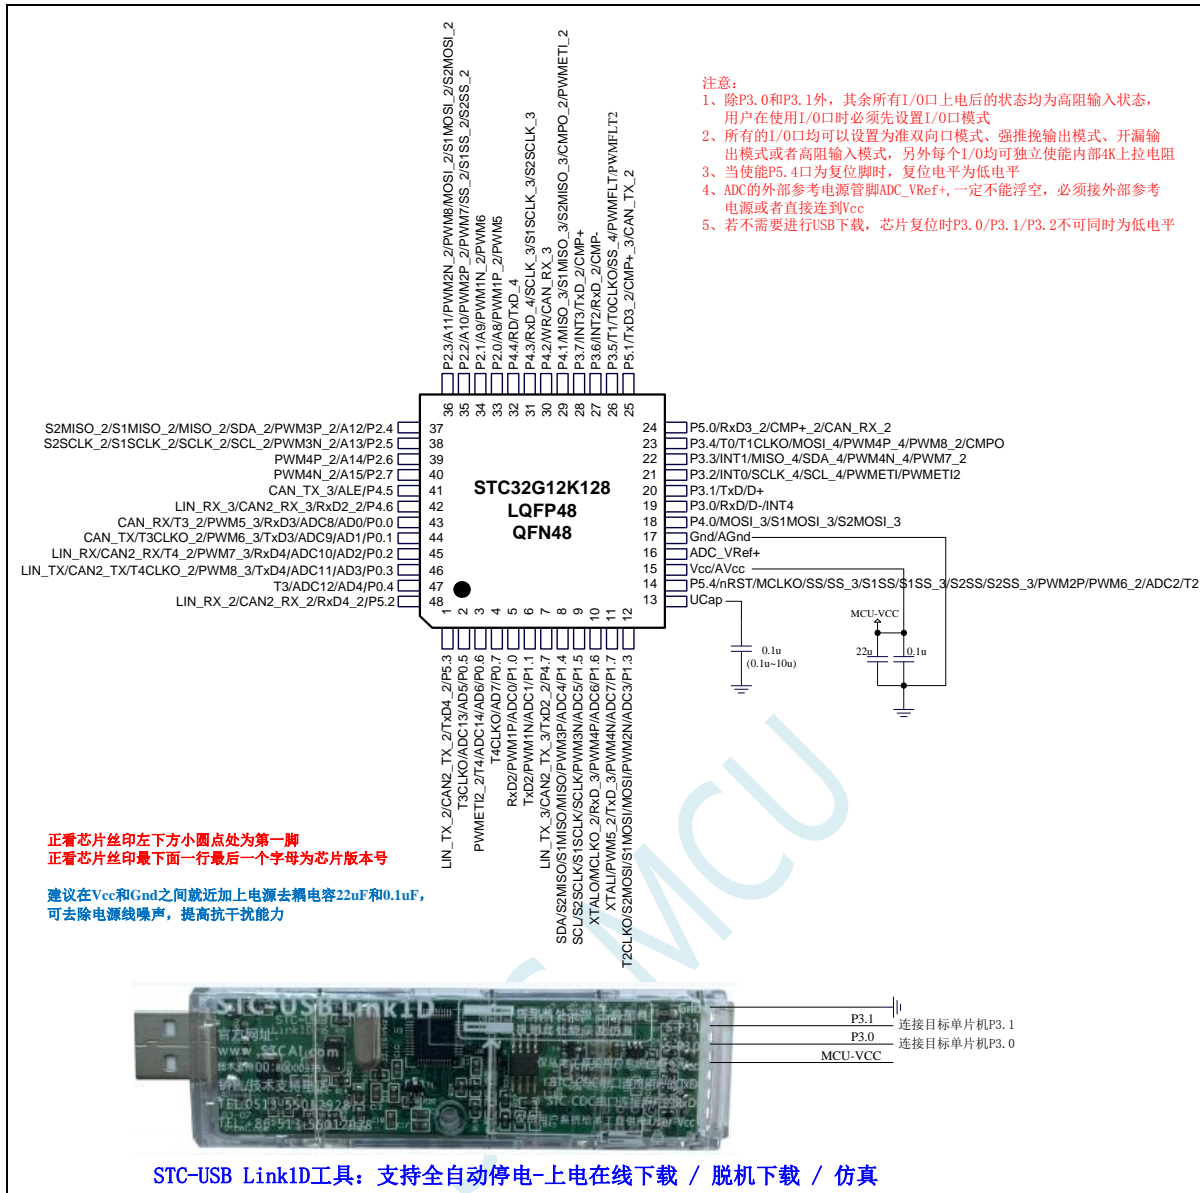 注意：
1、除P3.0和P3.1外，其余所有I/O口上电后的状态均为高阻输入状态，
用户在使用I/O口时必须先设置I/O口模式
2、所有的I/O口均可以设置为准双向口模式、强推挽输出模式、开漏输
出模式或者高阻输入模式，另外每个I/O均可独立使能内部4K上拉电阻
3、当使能P5.4口为复位脚时，复位电平为低电平
4、ADC的外部参考电源管脚ADC_VRef+,一定不能浮空，必须接外部参考
电源或者直接连到Vcc
5、若不需要进行USB下载，芯片复位时P3.0/P3.1/P3.2不可同时为低电平
P2.3/A11/PWM2N_2/PWM8/MOSI_2/S1MOSI_2/S2MOSI_2
P2.2/A10/PWM2P_2/PWM7/SS_2/S1SS_2/S2SS_2
P2.1/A9/PWM1N_2/PWM6
P2.0/A8/PWM1P_2/PWM5
P4.4/RD/TxD_4
P4.3/RxD_4/SCLK_3/S1SCLK_3/S2SCLK_3
P4.2/WR/CAN_RX_3
P4.1/MISO_3/S1MISO_3/S2MISO_3/CMPO_2/PWMETI_2
P3.7/INT3/TxD_2/CMP+
P3.6/INT2/RxD_2/CMP-
P3.5/T1/T0CLKO/SS_4/PWMFLT/PWMFLT2
P5.1/TxD3_2/CMP+_3/CAN_TX_2
36 35 34 33 32 31 30 29 28 27 26 25
S2MISO_2/S1MISO_2/MISO_2/SDA_2/PWM3P_2/A12/P2.4 37
S2SCLK_2/S1SCLK_2/SCLK_2/SCL_2/PWM3N_2/A13/P2.5 38
PWM4P_2/A14/P2.6 39
PWM4N_2/A15/P2.7 40
CAN_TX_3/ALE/P4.5 41
LIN_RX_3/CAN2_RX_3/RxD2_2/P4.6 42
CAN_RX/T3_2/PWM5_3/RxD3/ADC8/AD0/P0.0 43
CAN_TX/T3CLKO_2/PWM6_3/TxD3/ADC9/AD1/P0.1 44
LIN_RX/CAN2_RX/T4_2/PWM7_3/RxD4/ADC10/AD2/P0.2 45
LIN_TX/CAN2_TX/T4CLKO_2/PWM8_3/TxD4/ADC11/AD3/P0.3 46
T3/ADC12/AD4/P0.4 47
LIN_RX_2/CAN2_RX_2/RxD4_2/P5.2 48
STC32G12K128
LQFP48
QFN48
24 P5.0/RxD3_2/CMP+_2/CAN_RX_2
23 P3.4/T0/T1CLKO/MOSI_4/PWM4P_4/PWM8_2/CMPO
22 P3.3/INT1/MISO_4/SDA_4/PWM4N_4/PWM7_2
21 P3.2/INT0/SCLK_4/SCL_4/PWMETI/PWMETI2
20 P3.1/TxD/D+
19 P3.0/RxD/D-/INT4
18 P4.0/MOSI_3/S1MOSI_3/S2MOSI_3
17 Gnd/AGnd
16 ADC_VRef+
15 Vcc/AVcc
14 P5.4/nRST/MCLKO/SS/SS_3/S1SS/S1SS_3/S2SS/S2SS_3/PWM2P/PWM6_2/ADC2/T2
13 UCap
1 2 3 4 5 6 7 8 9 10 11 12
LIN_TX_2/CAN2_TX_2/TxD4_2/P5.3
T3CLKO/ADC13/AD5/P0.5
PWMETI2_2/T4/ADC14/AD6/P0.6
T4CLKO/AD7/P0.7
RxD2/PWM1P/ADC0/P1.0
TxD2/PWM1N/ADC1/P1.1
LIN_TX_3/CAN2_TX_3/TxD2_2/P4.7
SDA/S2MISO/S1MISO/MISO/PWM3P/ADC4/P1.4
SCL/S2SCLK/S1SCLK/SCLK/PWM3N/ADC5/P1.5
XTALO/MCLKO_2/RxD_3/PWM4P/ADC6/P1.6
XTALI/PWM5_2/TxD_3/PWM4N/ADC7/P1.7
T2CLKO/S2MOSI/S1MOSI/MOSI/PWM2N/ADC3/P1.3
0.1u
(0.1u~10u)
MCU-VCC
22u
0.1u
正看芯片丝印左下方小圆点处为第一脚
正看芯片丝印最下面一行最后一个字母为芯片版本号
建议在Vcc和Gnd之间就近加上电源去耦电容22uF和0.1uF，
可去除电源线噪声，提高抗干扰能力
MCU
STC-USB Link1D
官方网址：
Gnd
P3.1 连接目标单片机P3.1
P3.0 连接目标单片机P3.0
MCU-VCC
STC-USB Link1D工具：支持全自动停电-上电在线下载 / 脱机下载 / 仿真